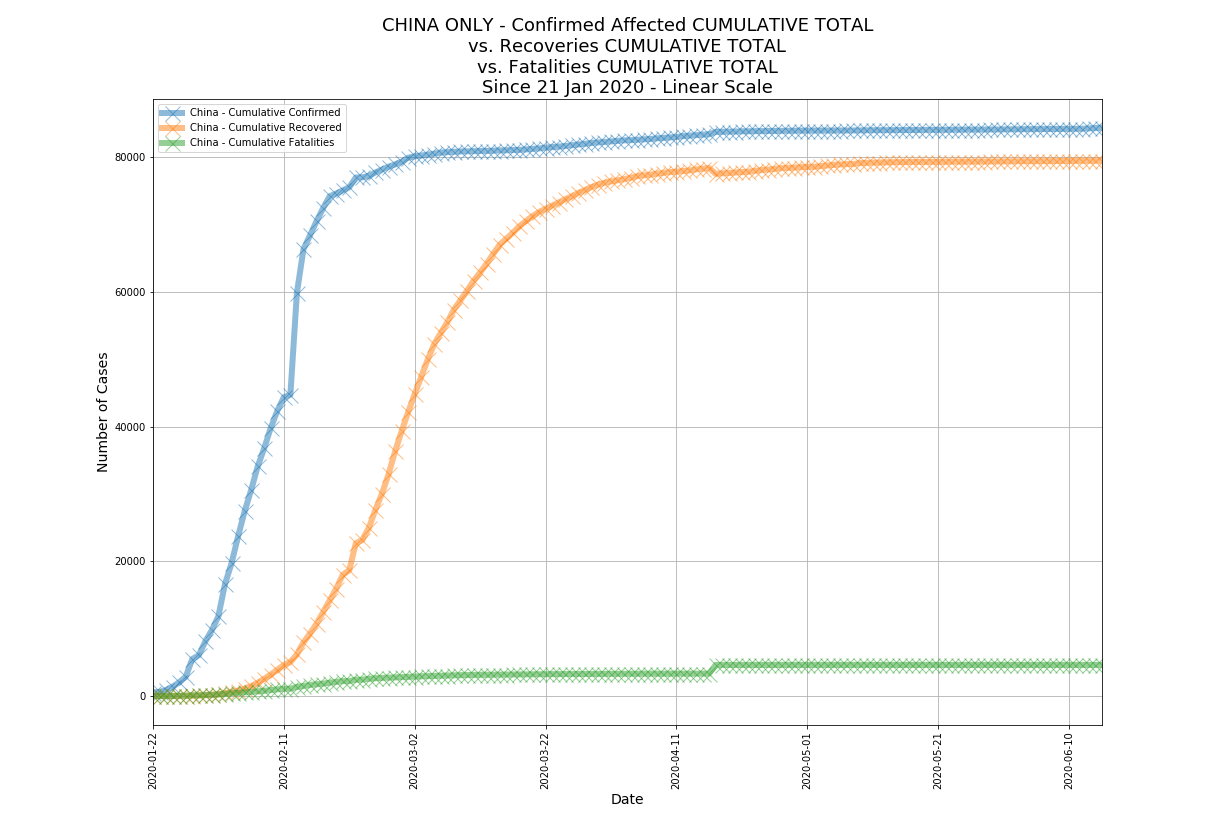 CHINA ONLY - Confirmed Affected CUMULATIVE TOTAL
vs. Recoveries CUMULATIVE TOTAL
vs. Fatalities CUMULATIVE TOTAL
Since 21 Jan 2020 - Linear Scale
China - Cumulative Confirmed
China - Cumulative Recovered
China - Cumulative Fatalities
Number of Cases
80000
60000
40000
20000
0
2020-01-22
2020-02-11
2020-03-02
2020-03-22
2020-04-11
2020-05-01
2020-05-21
2020-06-10
Date